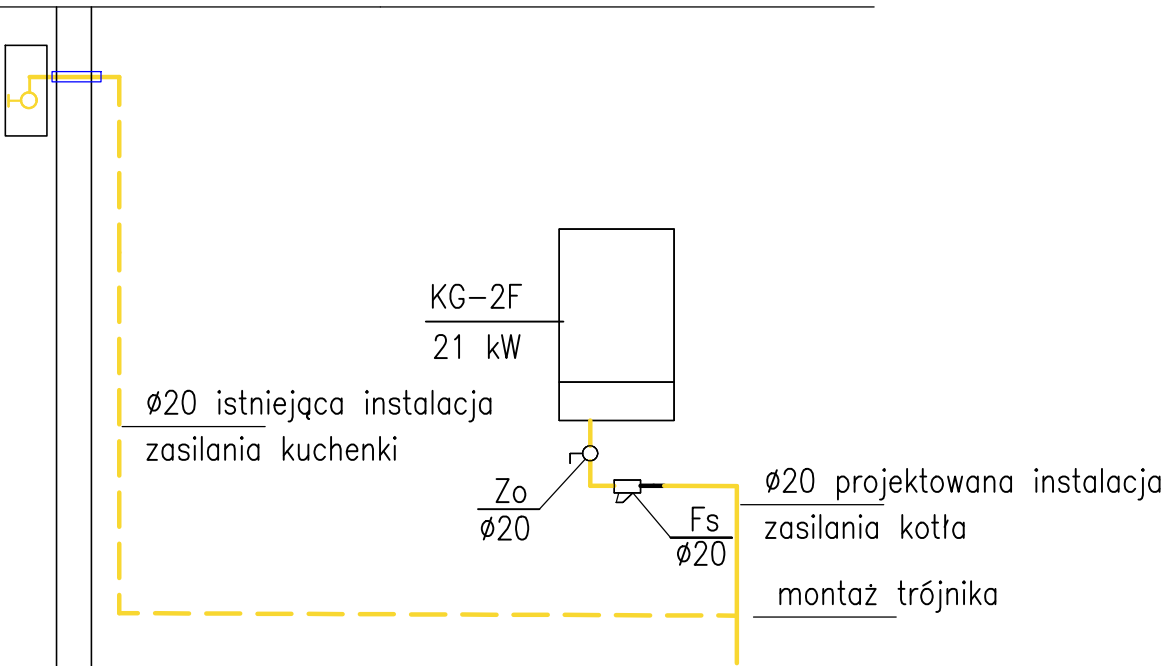 KG-2F
21 kW
ø20 istniejąca instalacja
zasilania kuchenki
Zo
ø20
Fs
ø20
ø20 projektowana instalacja
zasilania kotła
montaż trójnika